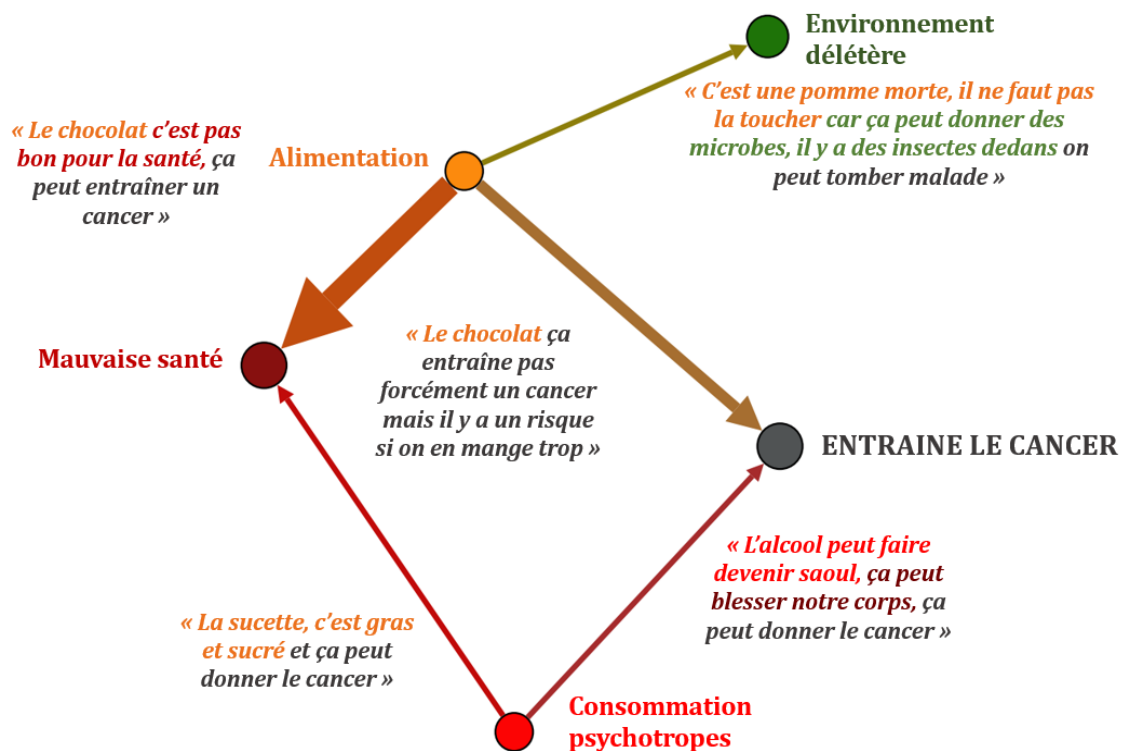 Environnement
délétère
« C’est une pomme morte, il ne faut pas
la toucher car ça peut donner des
microbes, il y a des insectes dedans on
peut tomber malade »
« Le chocolat c’est pas
bon pour la santé, ça
peut entraîner un
cancer »
Alimentation
Mauvaise santé
« Le chocolat ça
entraîne pas
forcément un cancer
mais il y a un risque
si on en mange trop »
ENTRAINE LE CANCER
« L’alcool peut faire
devenir saoul, ça peut
blesser notre corps, ça
peut donner le cancer »
« La sucette, c’est gras
et sucré et ça peut
donner le cancer »
Consommation
psychotropes